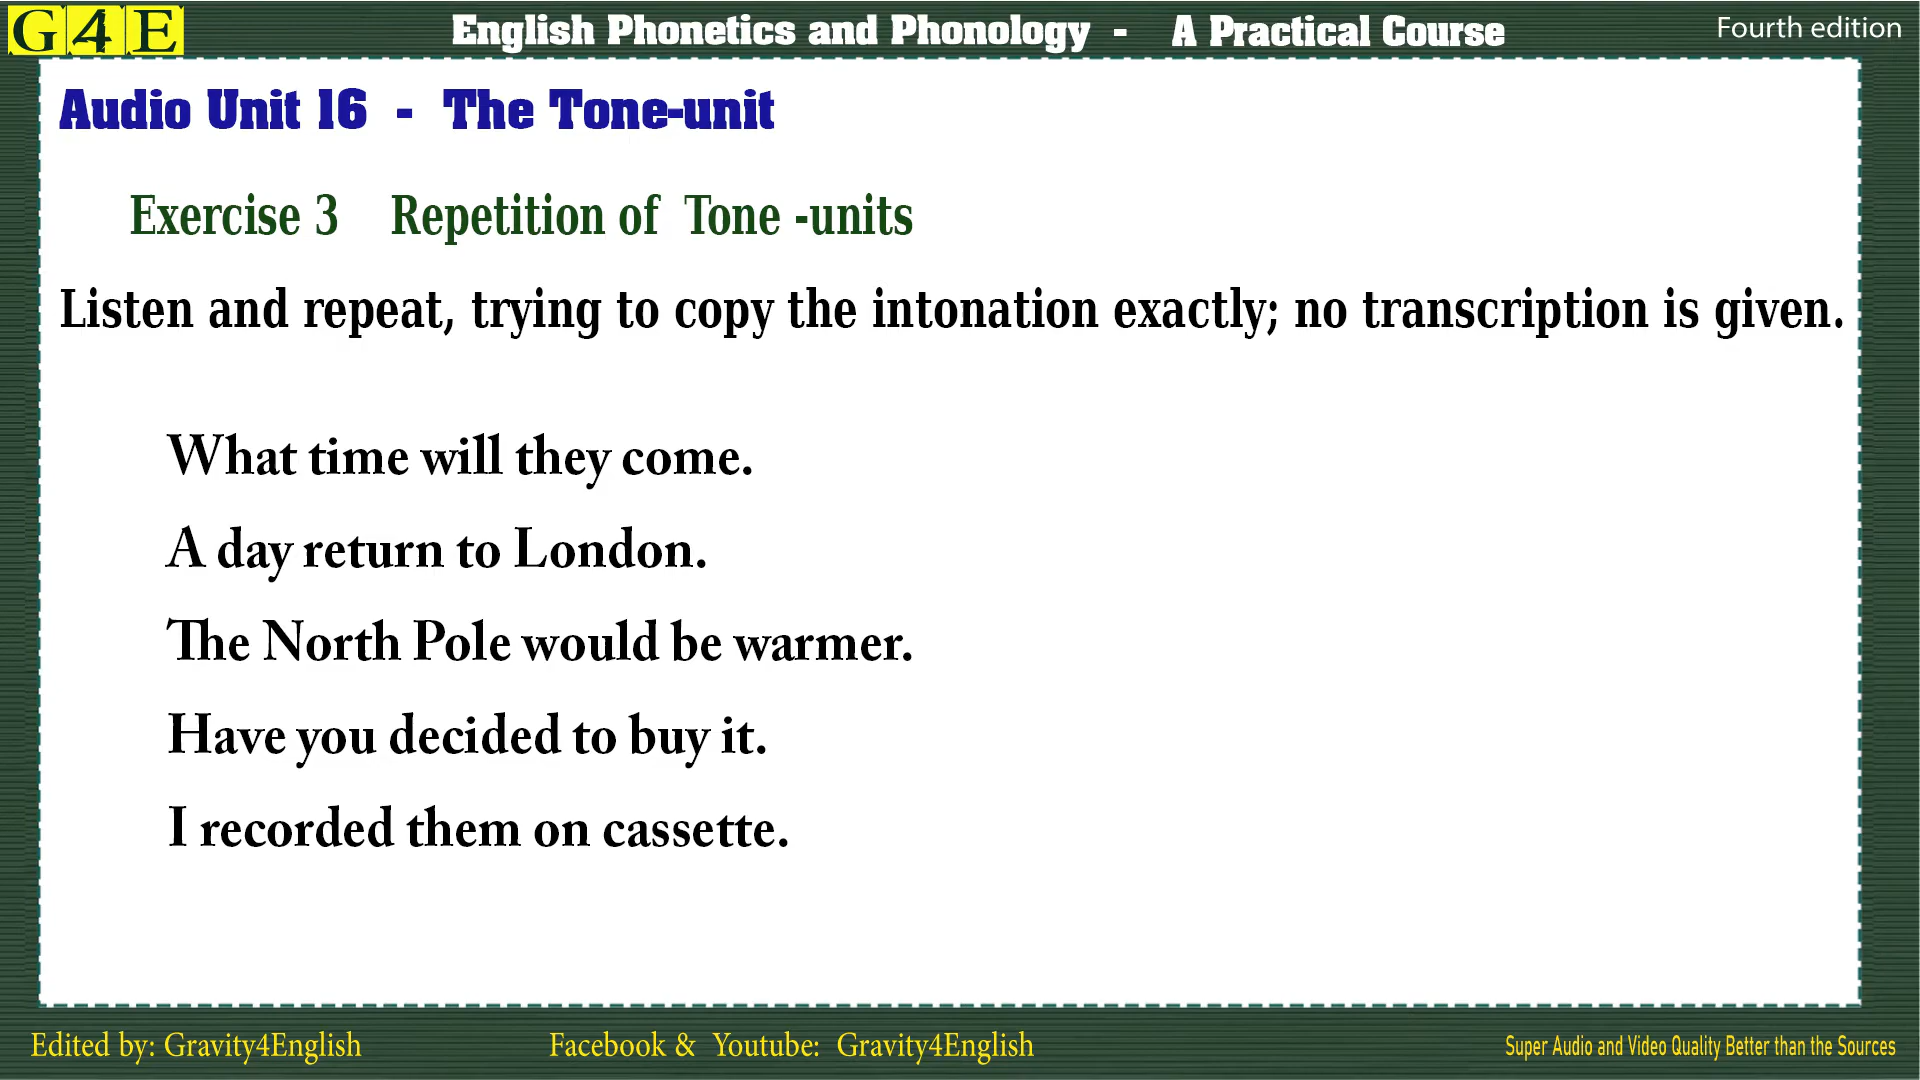 G4E
English Phonetics and Phonology - A Practical Course
Fourth edition
Audio Unit 16 - The Tone-unit
Exercise 3 Repetition of Tone -units
Listen and repeat, trying to copy the intonation exactly; no transcription is given.
What time will they come.
A day return to London.
The North Pole would be warmer.
Have you decided to buy it.
I recorded them on cassette.
Edited by: Gravity4English
Facebook & Youtube: Gravity4English
Super Audio and Video Quality Better than the Sources